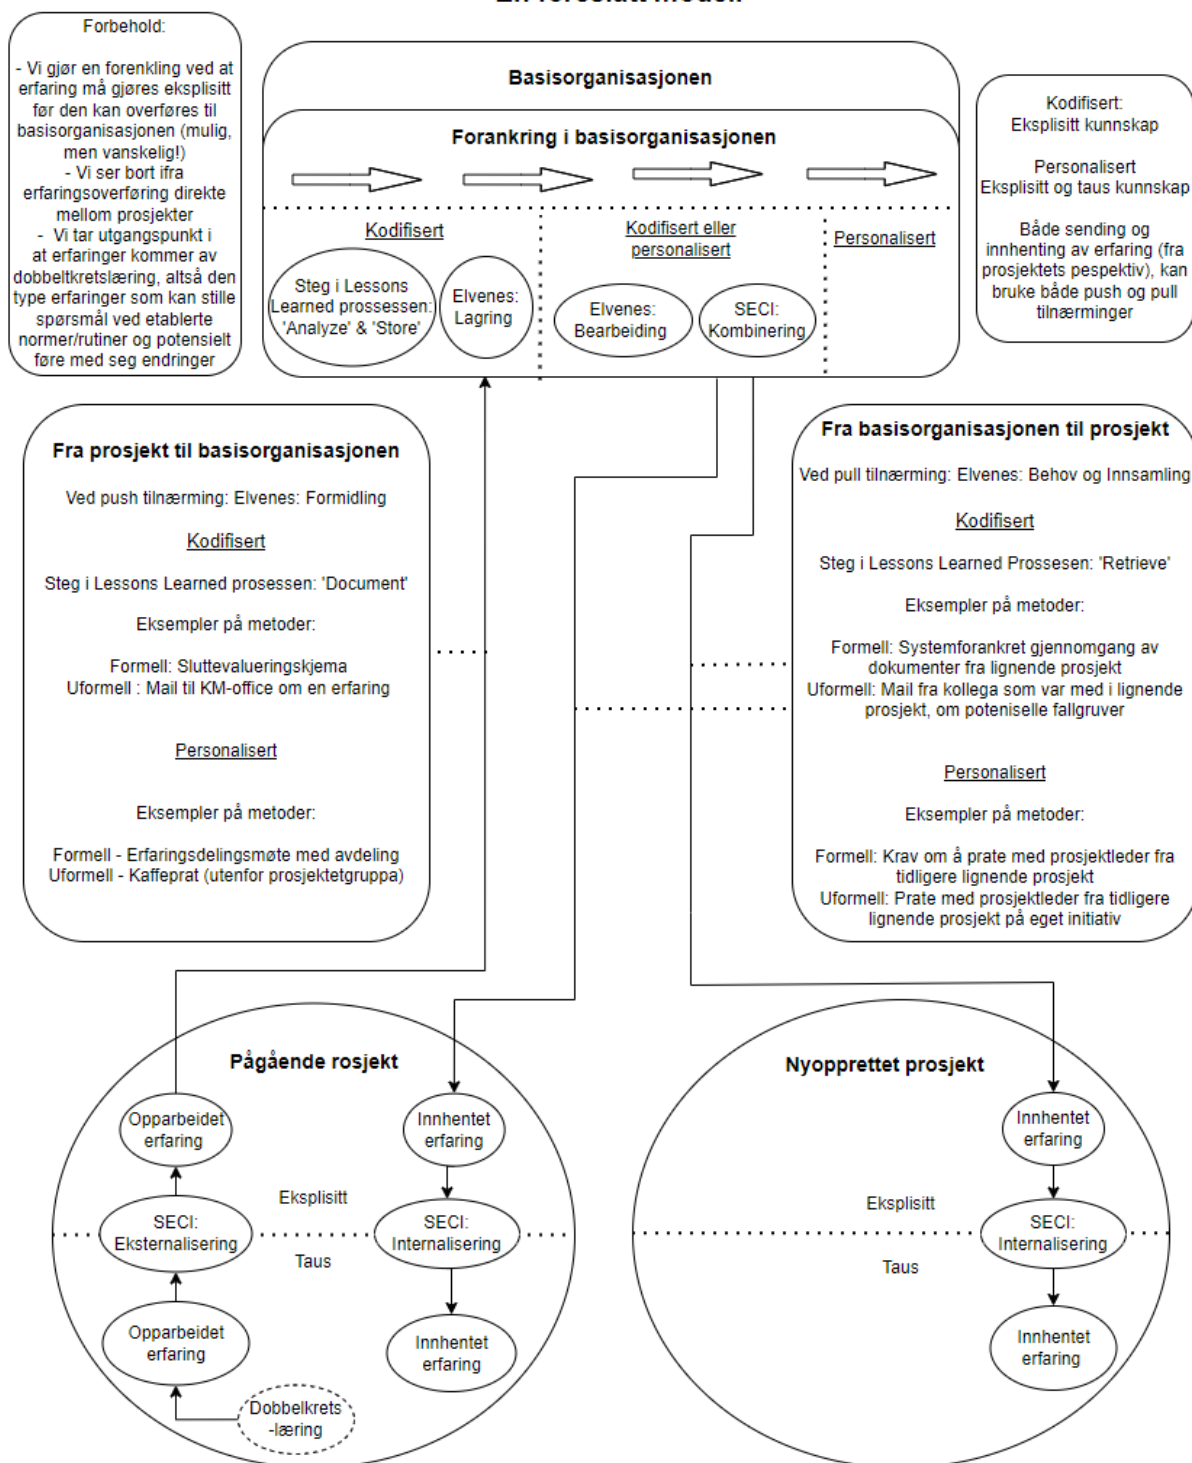 En foreslått modell
Forbehold:
- Vi gjør en forenkling ved at
erfaring må gjøres eksplisitt
før den kan overføres til
basisorganisasjonen (mulig,
men vanskelig!)
- Vi ser bort ifra
erfaringsoverføring direkte
mellom prosjekter
- Vi tar utgangspunkt i
at erfaringer kommer av
dobbeltkretslæring, altså den
type erfaringer som kan stille
spørsmål ved etablerte
normer/rutiner og potensielt
føre med seg endringer
Basisorganisasjonen
Forankring i basisorganisasjonen
Kodifisert
Steg i Lessons
Learned prossessen:
'Analyze' & 'Store'
Elvenes:
Lagring
Kodifisert eller
personalisert
Elvenes:
Bearbeiding
SECI:
Kombinering
Personalisert
Kodifisert:
Eksplisitt kunnskap
Personalisert
Eksplisitt og taus kunnskap
Både sending og
innhenting av erfaring (fra
prosjektets pespektiv), kan
bruke både push og pull
tilnærminger
Fra prosjekt til basisorganisasjonen
Ved push tilnærming: Elvenes: Formidling
Kodifisert
Steg i Lessons Learned prosessen: 'Document'
Eksempler på metoder:
Formell: Sluttevalueringskjema
Uformell : Mail til KM-office om en erfaring
Personalisert
Eksempler på metoder:
Formell - Erfaringsdelingsmøte med avdeling
Uformell - Kaffeprat (utenfor prosjektetgruppa)
Fra basisorganisasjonen til prosjekt
Ved pull tilnærming: Elvenes: Behov og Innsamling
Kodifisert
Steg i Lessons Learned Prossesen: 'Retrieve'
Eksempler på metoder:
Formell: Systemforankret gjennomgang av
dokumenter fra lignende prosjekt
Uformell: Mail fra kollega som var med i lignende
prosjekt, om poteniselle fallgruver
Personalisert
Eksempler på metoder:
Formell: Krav om å prate med prosjektleder fra
tidligere lignende prosjekt
Uformell: Prate med prosjektleder fra tidligere
lignende prosjekt på eget initiativ
Pågående rosjekt
Opparbeidet
erfaring
Innhentet
erfaring
Eksplisitt
SECI:
Eksternalisering
SECI:
Internalisering
Taus
Opparbeidet
erfaring
Innhentet
erfaring
Dobbelkrets
-læring
Nyopprettet prosjekt
Innhentet
erfaring
Eksplisitt
SECI:
Internalisering
Taus
Innhentet
erfaring